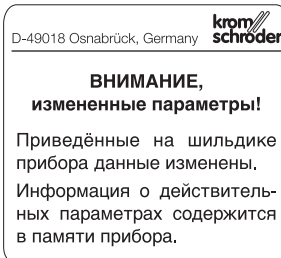 D-49018 Osnabrück, Germany
krom
schroder
ВНИМАНИЕ,
измененные параметры!
Приведённые на шильдике
прибора данные изменены.
Информация о действитель-
ных параметрах содержится
в памяти прибора.